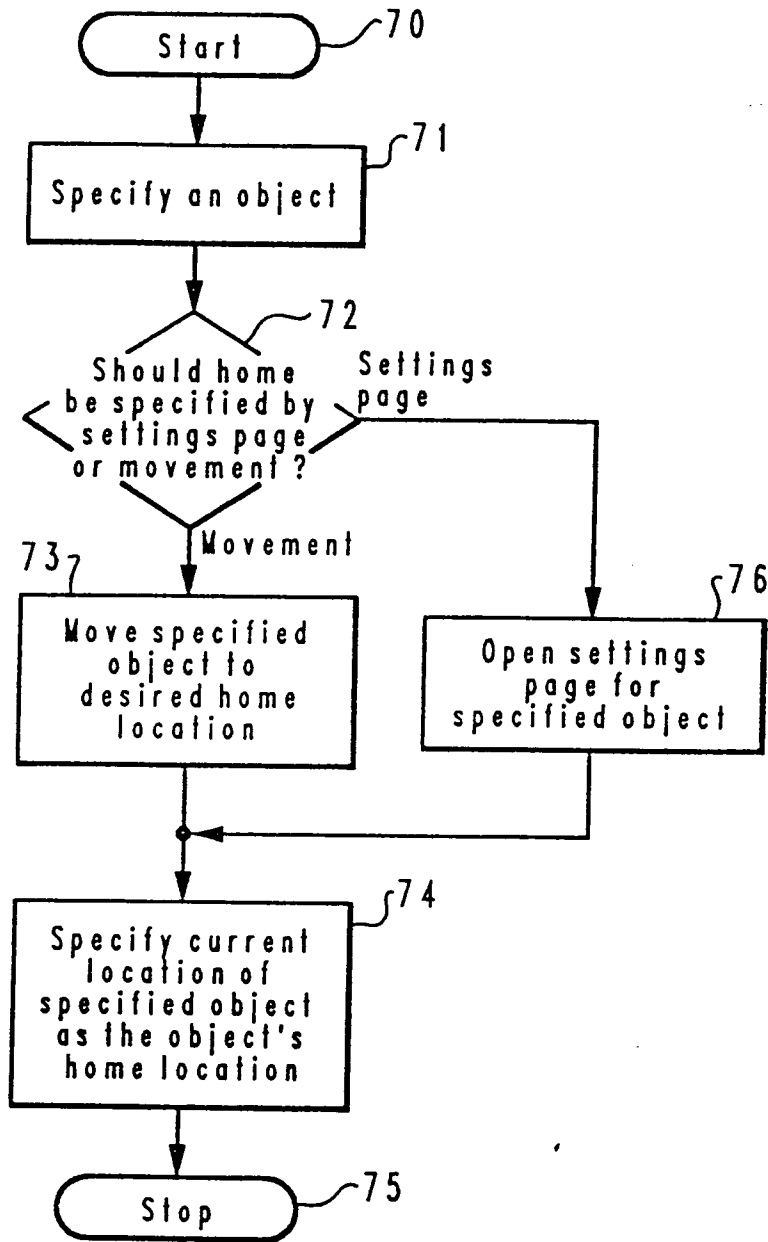 Start
70
71
Specify an object
72
Should home
be specified by
settings page
or movement ?
Settings
page
73
Movement
76
Move specified
object to
desired home
location
Open settings
page for
specified object
74
Specify current
location of
specified object
as the object's
home location
75
Stop